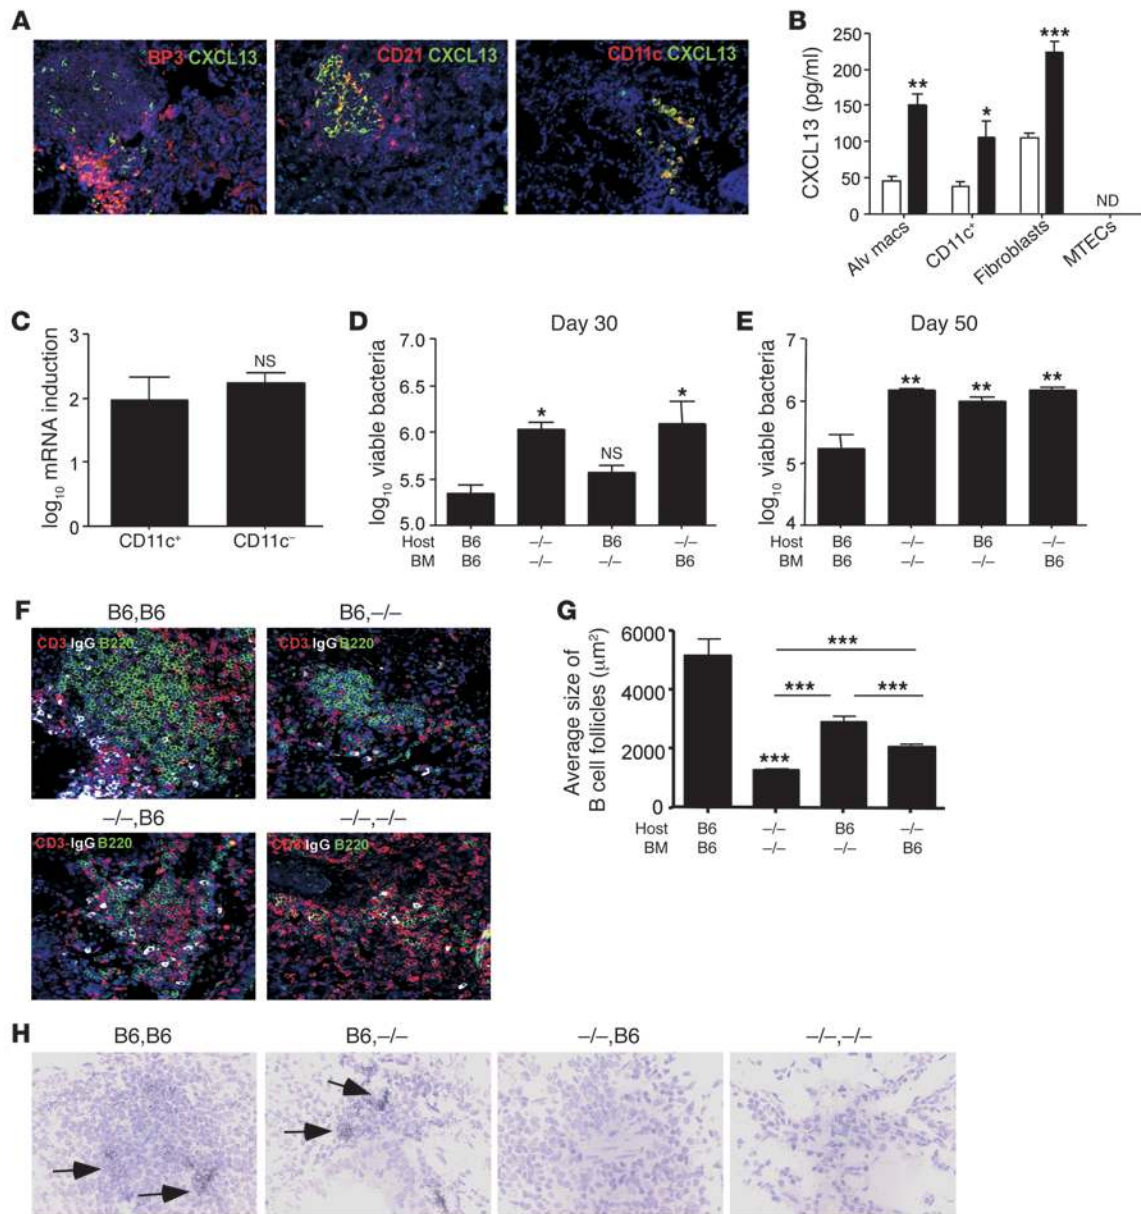 A
BP3 CXCL13
CD21 CXCL13
CD11c CXCL13
B
CXCL13 (pg/ml)
250
200
150
100
50
0
**
*
***
ND
Alv macs
CD11c⁺
Fibroblasts
MTECs
C
log₁₀ mRNA induction
3
2
1
0
NS
CD11c⁺
CD11c⁻
D
Day 30
log₁₀ viable bacteria
7.0
6.5
6.0
5.5
5.0
*
NS
*
Host B6 –/– B6 –/–
BM B6 –/– –/– B6
E
Day 50
log₁₀ viable bacteria
7
6
5
4
**
**
**
Host B6 –/– B6 –/–
BM B6 –/– –/– B6
F
B6,B6
CD3 IgG B220
B6,–/–
CD3 IgG B220
–/–,B6
CD3 IgG B220
–/–,–/–
CD3 IgG B220
G
Average size of
B cell follicles (μm²)
6000
4000
2000
0
***
***
***
***
Host B6 –/– B6 –/–
BM B6 –/– –/– B6
H
B6,B6
B6,–/–
–/–,B6
–/–,–/–